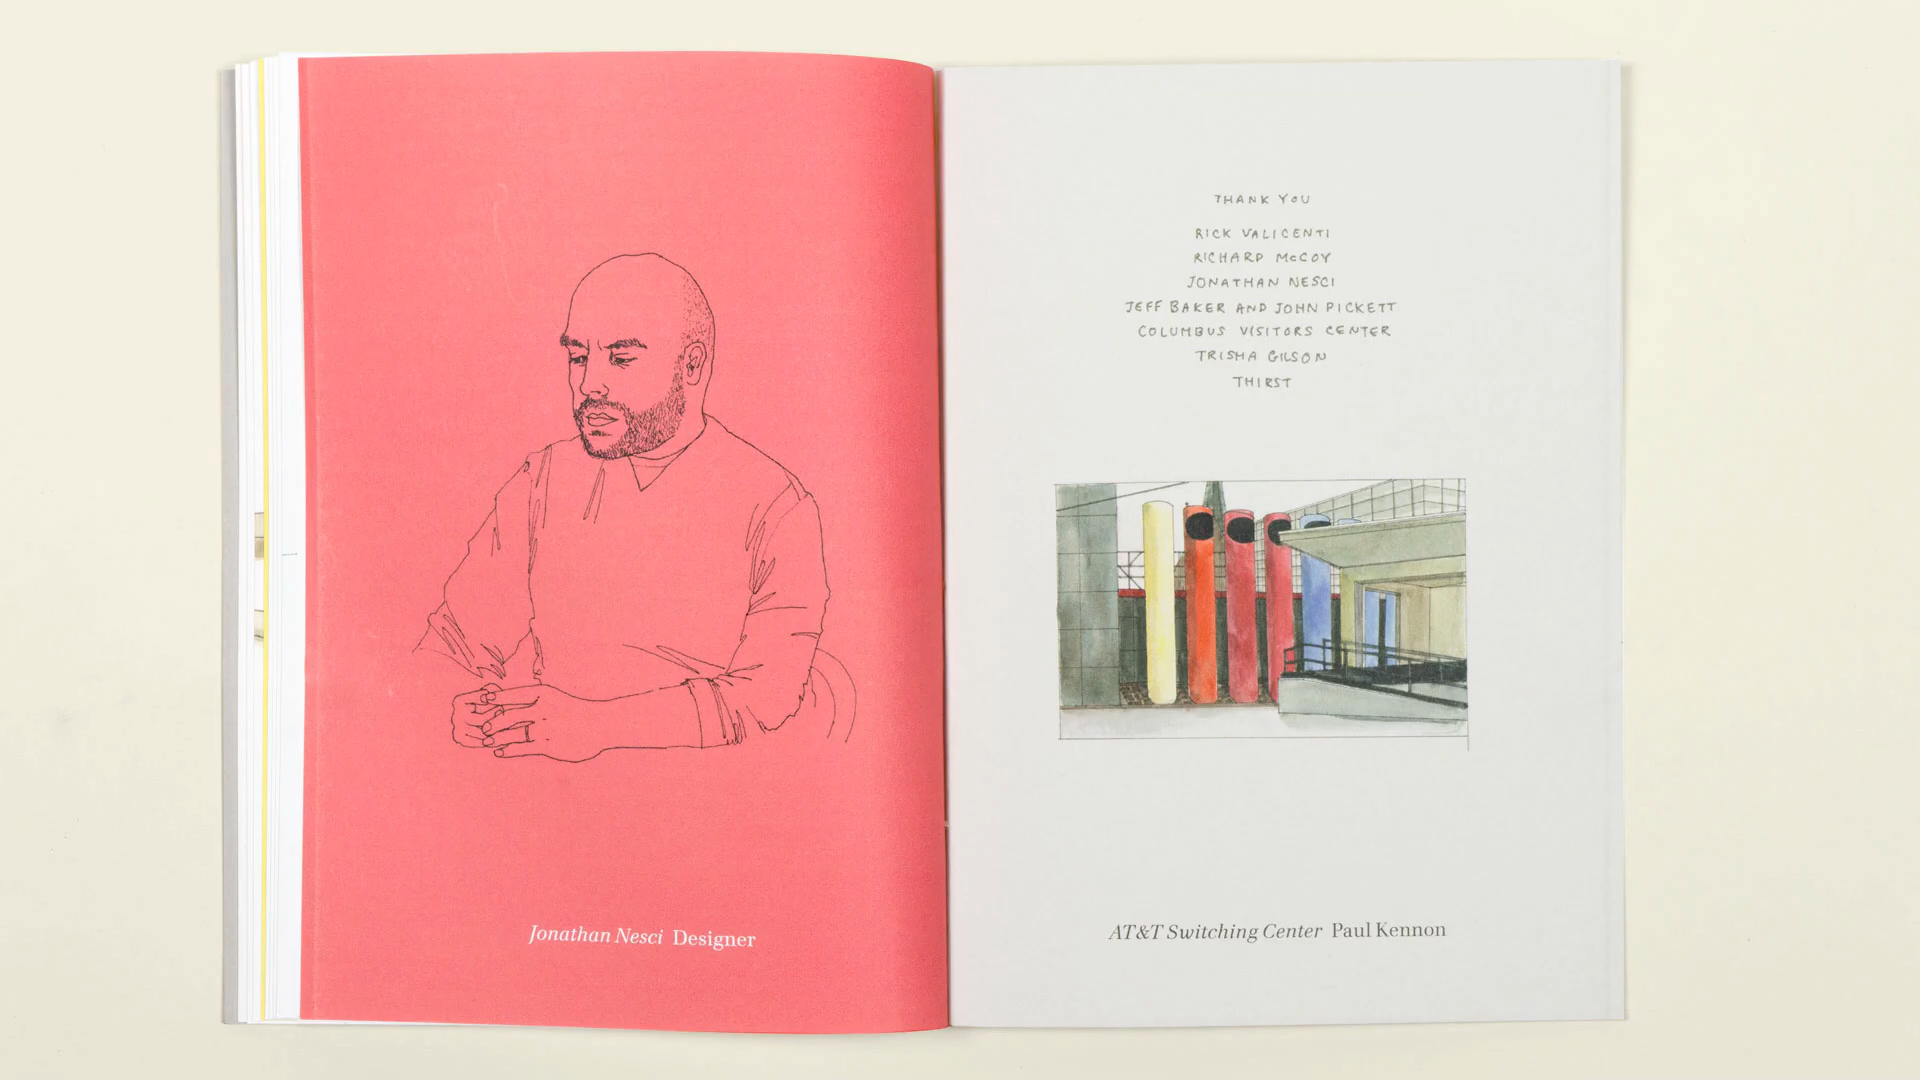 Jonathan Nesci Designer
THANK YOU
RICK VALICENTI
RICHARD McCOY
JONATHAN NESCI
JEFF BAKER AND JOHN PICKETT
COLUMBUS VISITORS CENTER
TRISHA GILSON
THIRST
AT&T Switching Center Paul Kennon